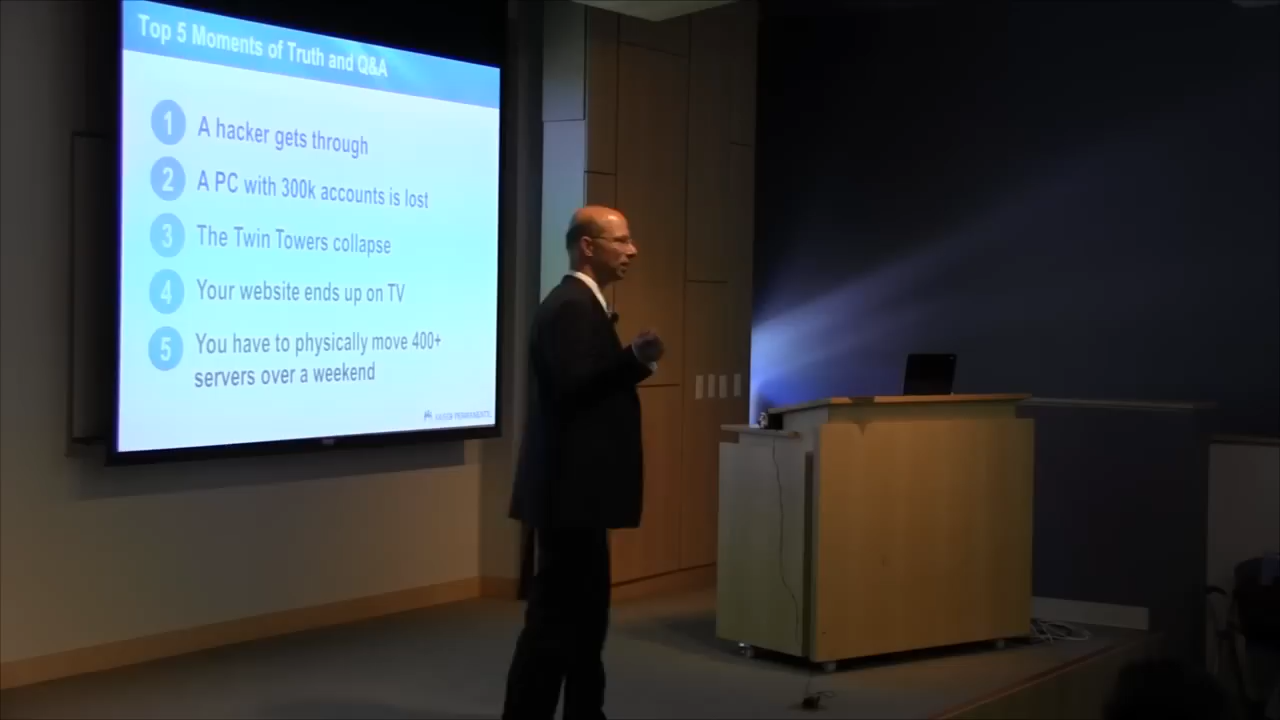 Top 5 Moments of Truth and Q&A
1 A hacker gets through
2 A PC with 300k accounts is lost
3 The Twin Towers collapse
4 Your website ends up on TV
5 You have to physically move 400+
servers over a weekend
KAISER PERMANENTE